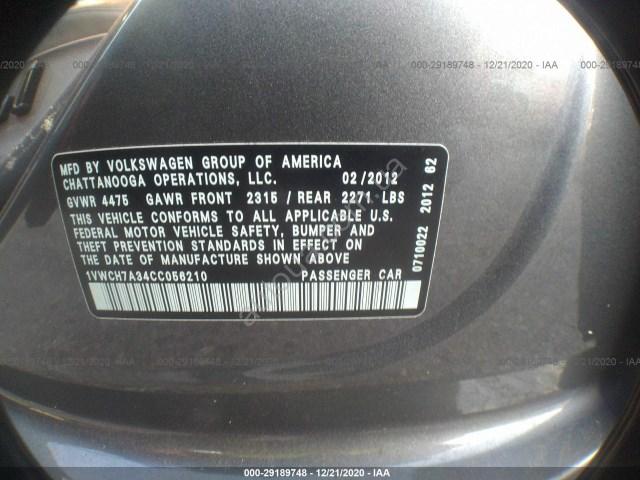 000-29189748 - 12/21/2020 - IAA
MFD BY VOLKSWAGEN GROUP OF AMERICA
CHATTANOOGA OPERATIONS, LLC. 02/2012
GVWR 4475 GAWR FRONT 2315 / REAR 2271 LBS
THIS VEHICLE CONFORMS TO ALL APPLICABLE U.S.
FEDERAL MOTOR VEHICLE SAFETY, BUMPER AND
THEFT PREVENTION STANDARDS IN EFFECT ON
THE DATE OF MANUFACTURE SHOWN ABOVE
1VWCH7A34CC056210 PASSENGER CAR
0710022 2012 62
000-29189748 - 12/21/2020 - IAA